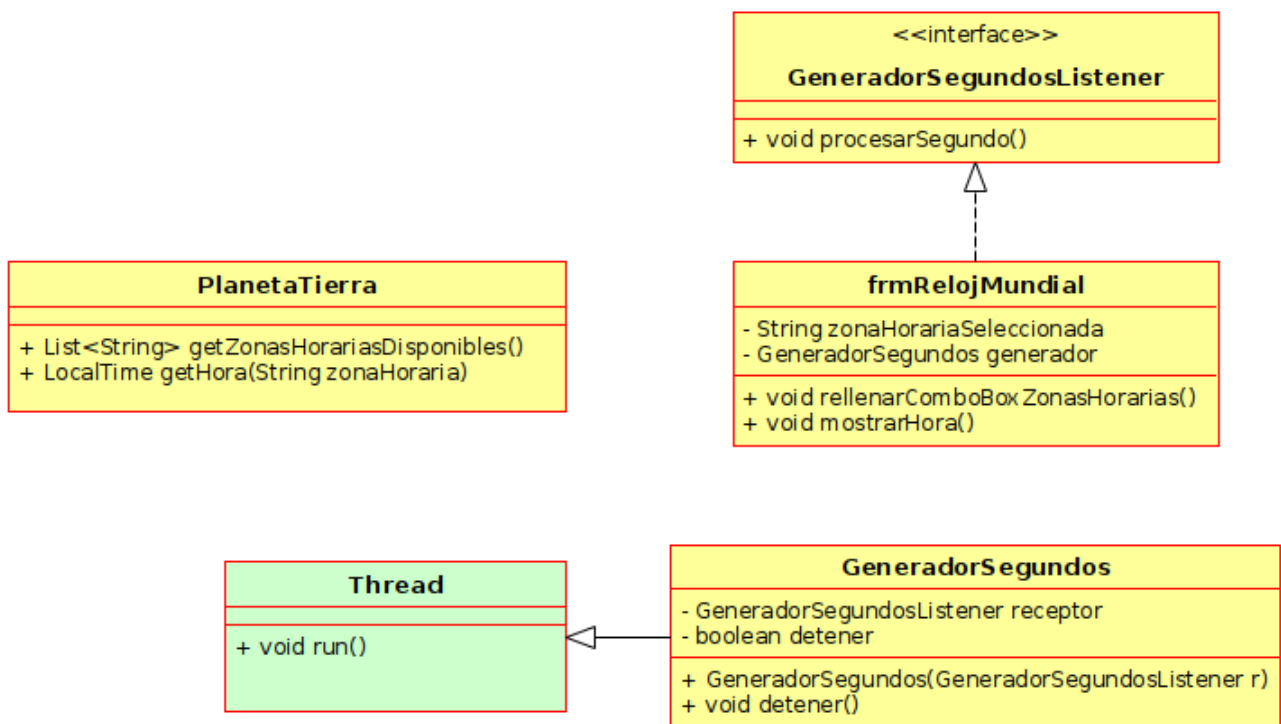 <<interface>>
GeneradorSegundosListener
+ void procesarSegundo()
PlanetaTierra
+ List<String> getZonasHorariasDisponibles()
+ LocalTime getHora(String zonaHoraria)
frmRelojMundial
- String zonaHorariaSeleccionada
- GeneradorSegundos generador
+ void rellenarComboBoxZonasHorarias()
+ void mostrarHora()
Thread
+ void run()
GeneradorSegundos
- GeneradorSegundosListener receptor
- boolean detener
+ GeneradorSegundos(GeneradorSegundosListener r)
+ void detener()